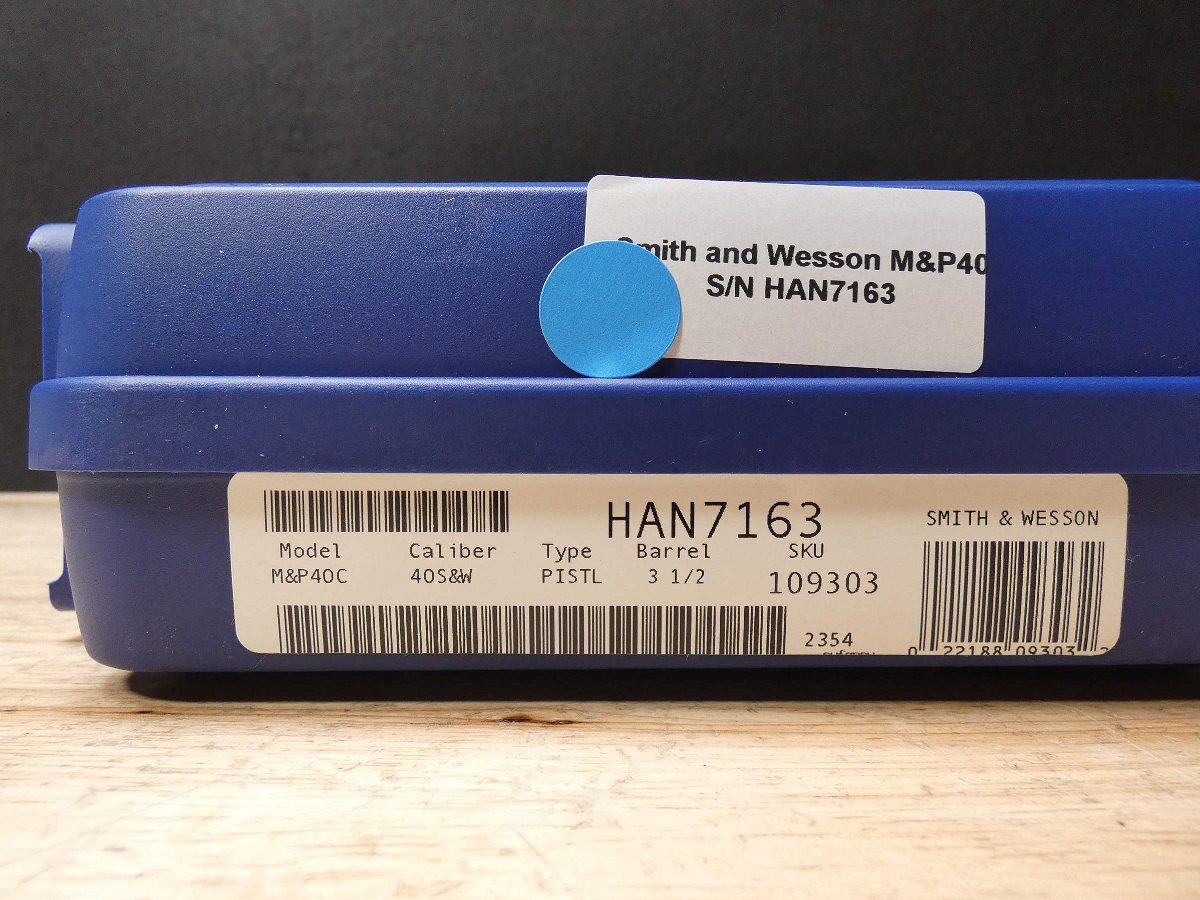 and Wesson M&P40
S/N HAN7163
HAN7163
SMITH & WESSON
Model Caliber Type Barrel SKU
M&P40C 40S&W PISTL 3 1/2 109303
2354
0 22188 09303 2